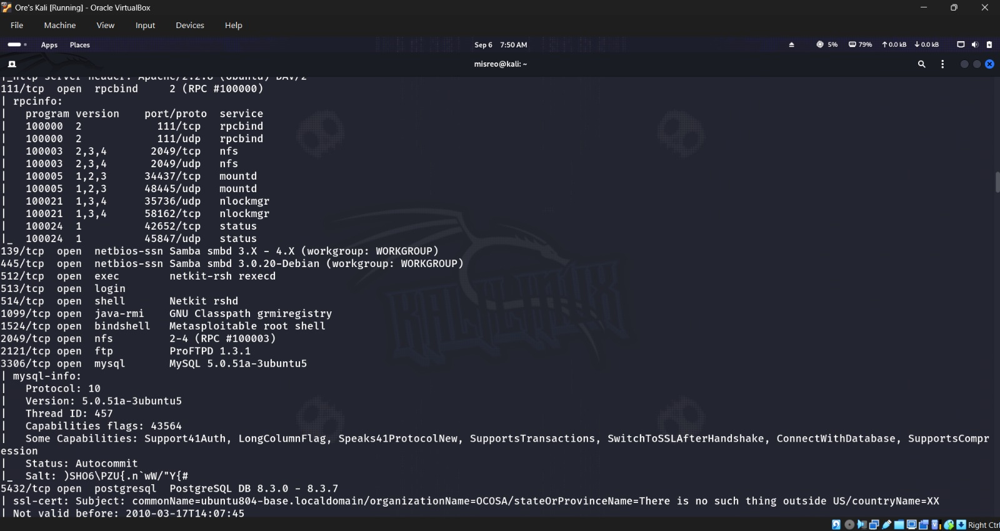 Ore's Kali [Running] - Oracle VirtualBox
File Machine View Input Devices Help
Apps Places Sep 6 7:50 AM 5% 79% ↑0.0 kB ↓0.0 kB
misreo@kali: ~
|_http-server-header: Apache/2.2.8 (Ubuntu) DAV/2
111/tcp  open  rpcbind     2 (RPC #100000)
| rpcinfo:
|   program version    port/proto  service
|   100000  2            111/tcp   rpcbind
|   100000  2            111/udp   rpcbind
|   100003  2,3,4       2049/tcp   nfs
|   100003  2,3,4       2049/udp   nfs
|   100005  1,2,3      34437/tcp   mountd
|   100005  1,2,3      48445/udp   mountd
|   100021  1,3,4      35736/udp   nlockmgr
|   100021  1,3,4      58162/tcp   nlockmgr
|   100024  1          42652/tcp   status
|_  100024  1          45847/udp   status
139/tcp  open  netbios-ssn Samba smbd 3.X - 4.X (workgroup: WORKGROUP)
445/tcp  open  netbios-ssn Samba smbd 3.0.20-Debian (workgroup: WORKGROUP)
512/tcp  open  exec        netkit-rsh rexecd
513/tcp  open  login
514/tcp  open  shell       Netkit rshd
1099/tcp open  java-rmi    GNU Classpath grmiregistry
1524/tcp open  bindshell   Metasploitable root shell
2049/tcp open  nfs         2-4 (RPC #100003)
2121/tcp open  ftp         ProFTPD 1.3.1
3306/tcp open  mysql       MySQL 5.0.51a-3ubuntu5
| mysql-info:
|   Protocol: 10
|   Version: 5.0.51a-3ubuntu5
|   Thread ID: 457
|   Capabilities flags: 43564
|   Some Capabilities: Support41Auth, LongColumnFlag, Speaks41ProtocolNew, SupportsTransactions, SwitchToSSLAfterHandshake, ConnectWithDatabase, SupportsCompr
ession
|   Status: Autocommit
|_  Salt: )SHO6\PZU{.n`wW/"Y{#
5432/tcp open  postgresql  PostgreSQL DB 8.3.0 - 8.3.7
| ssl-cert: Subject: commonName=ubuntu804-base.localdomain/organizationName=OCOSA/stateOrProvinceName=There is no such thing outside US/countryName=XX
| Not valid before: 2010-03-17T14:07:45
KALI LINUX
Right Ctrl